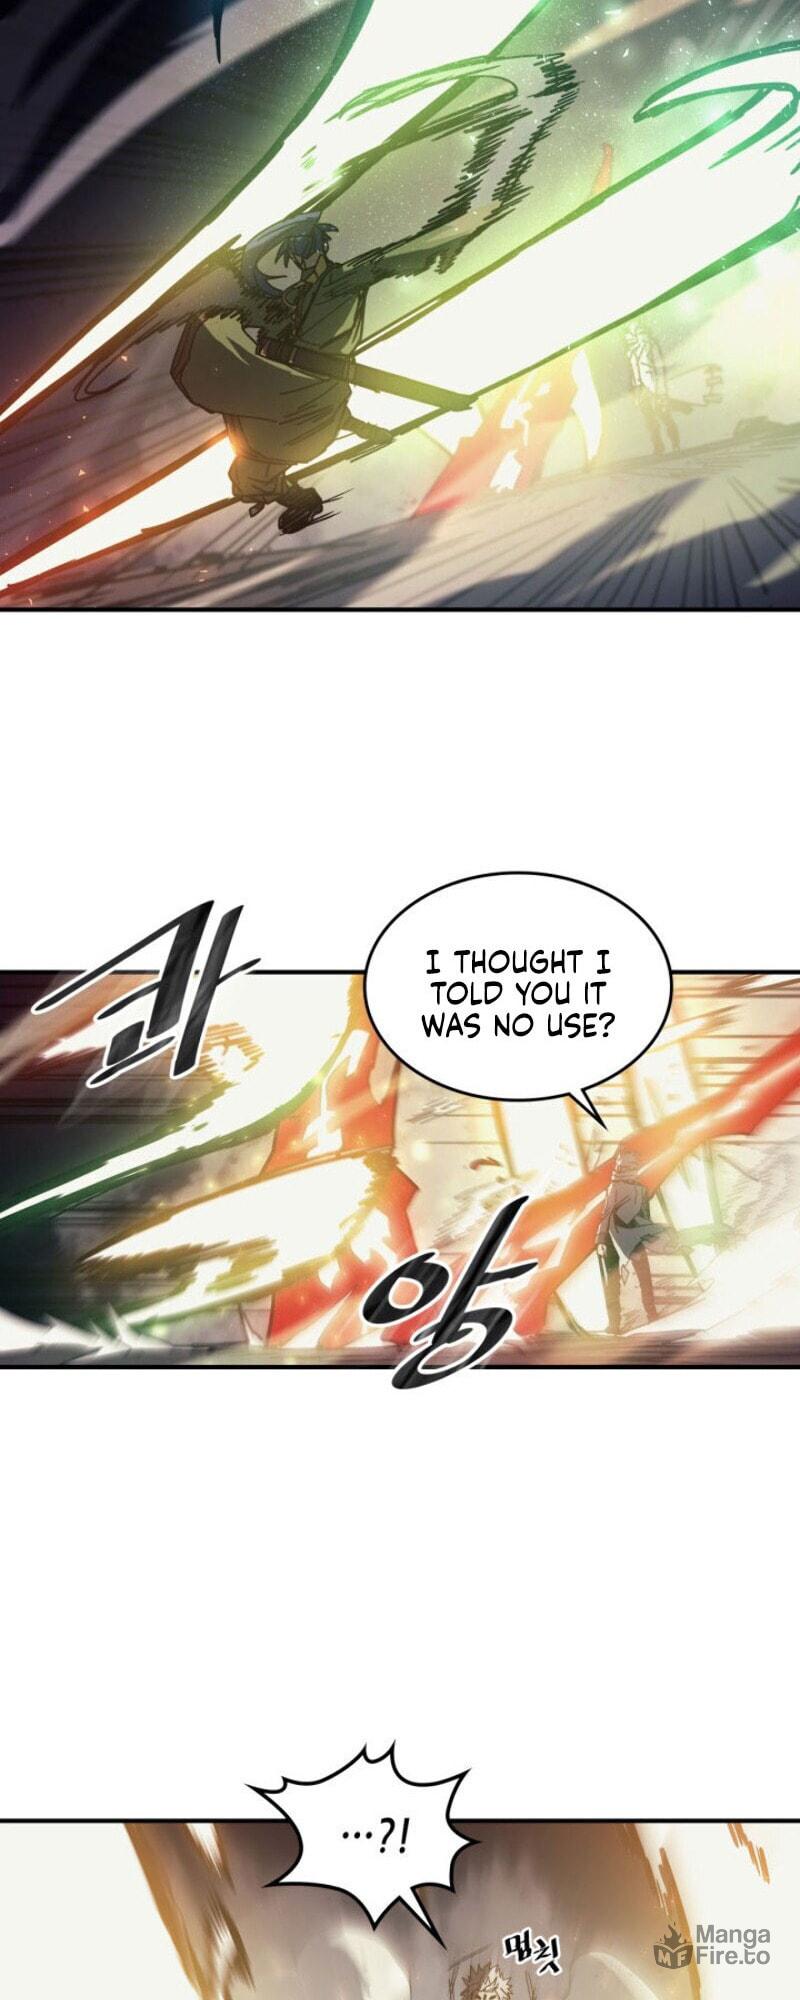 콰
I THOUGHT I
TOLD YOU IT
WAS NO USE?
앙
...?!
멈칫
Manga
Fire.to